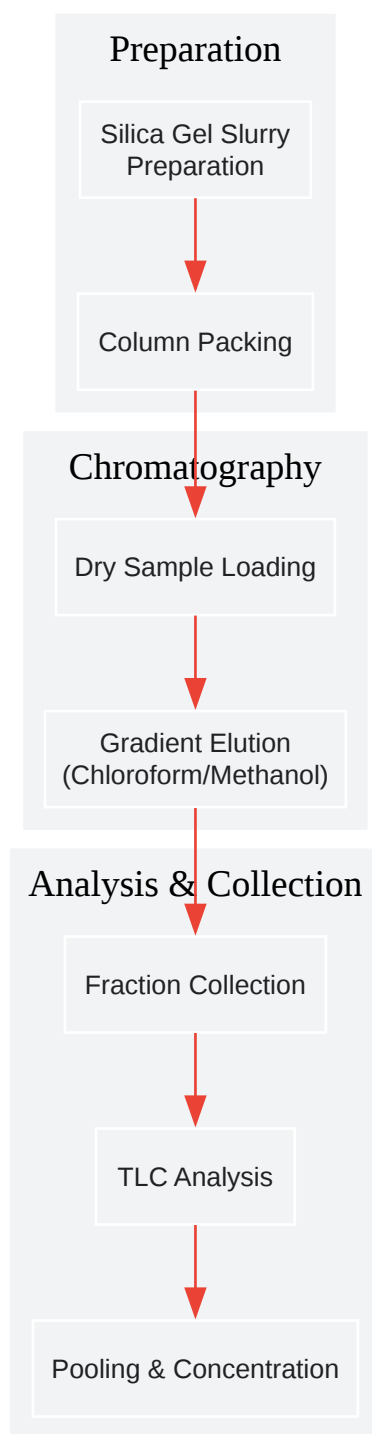 Preparation
Silica Gel Slurry
Preparation
Column Packing
Chromatography
Dry Sample Loading
Gradient Elution
(Chloroform/Methanol)
Analysis & Collection
Fraction Collection
TLC Analysis
Pooling & Concentration